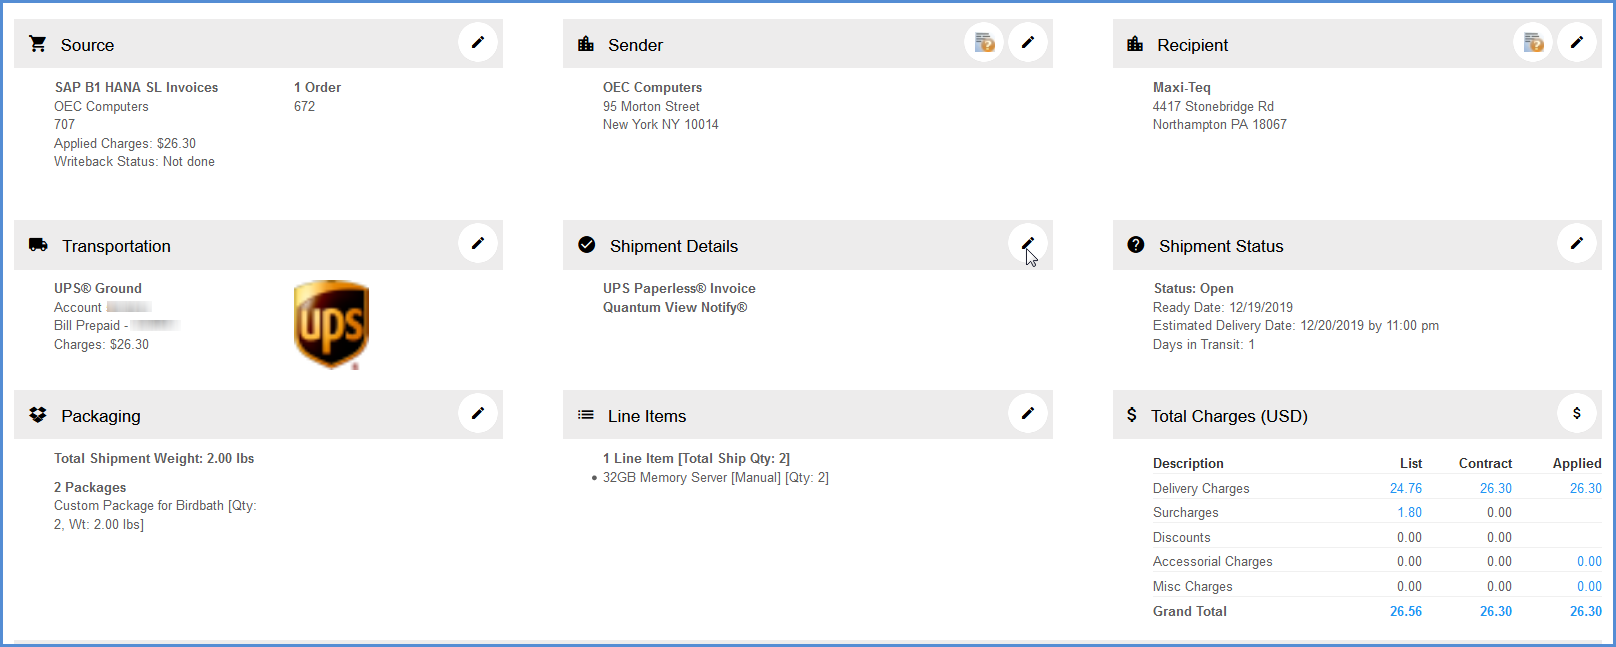 Source
SAP B1 HANA SL Invoices
OEC Computers
707
Applied Charges: $26.30
Writeback Status: Not done
1 Order
672
Sender
OEC Computers
95 Morton Street
New York NY 10014
Recipient
Maxi-Teq
4417 Stonebridge Rd
Northampton PA 18067
Transportation
UPS® Ground
Account
Bill Prepaid -
Charges: $26.30
ups
Shipment Details
UPS Paperless® Invoice
Quantum View Notify®
Shipment Status
Status: Open
Ready Date: 12/19/2019
Estimated Delivery Date: 12/20/2019 by 11:00 pm
Days in Transit: 1
Packaging
Total Shipment Weight: 2.00 lbs
2 Packages
Custom Package for Birdbath [Qty:
2, Wt: 2.00 lbs]
Line Items
1 Line Item [Total Ship Qty: 2]
• 32GB Memory Server [Manual] [Qty: 2]
$ Total Charges (USD) $
Description List Contract Applied
Delivery Charges 24.76 26.30 26.30
Surcharges 1.80 0.00
Discounts 0.00 0.00
Accessorial Charges 0.00 0.00 0.00
Misc Charges 0.00 0.00 0.00
Grand Total 26.56 26.30 26.30